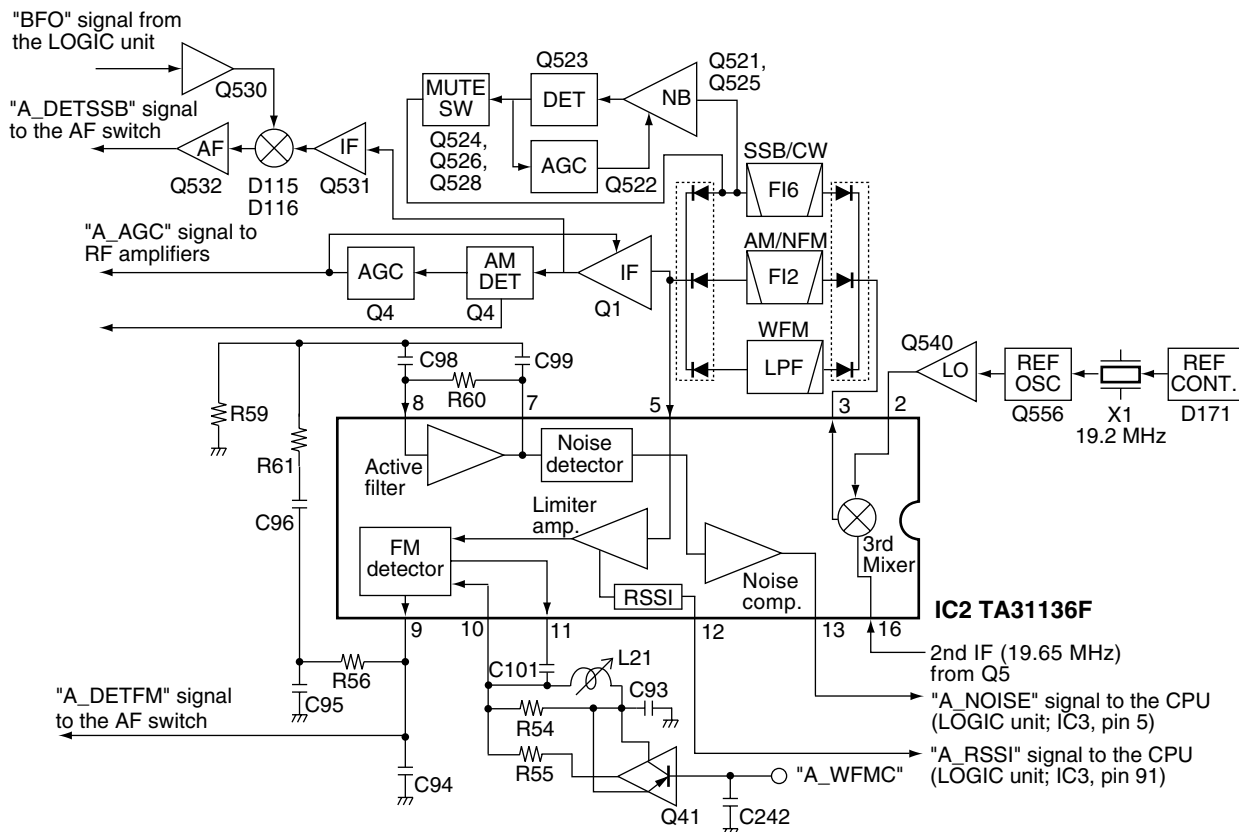 "BFO" signal from
the LOGIC unit
Q530
"A_DETSSB" signal
to the AF switch
AF
Q532
D115
D116
IF
Q531
MUTE
SW
Q524,
Q526,
Q528
Q523
DET
AGC
Q522
NB
Q521,
Q525
SSB/CW
FI6
AM/NFM
FI2
WFM
LPF
"A_AGC" signal to
RF amplifiers
AGC
Q4
AM
DET
Q4
IF
Q1
Q540
LO
REF
OSC
Q556
X1
19.2 MHz
REF
CONT.
D171
C98
C99
R60
R59
R61
C96
8
7
5
3
2
Active
filter
Noise
detector
Limiter
amp.
FM
detector
RSSI
Noise
comp.
3rd
Mixer
IC2 TA31136F
9
10
11
12
13
16
2nd IF (19.65 MHz)
from Q5
"A_NOISE" signal to the CPU
(LOGIC unit; IC3, pin 5)
"A_RSSI" signal to the CPU
(LOGIC unit; IC3, pin 91)
R56
C95
"A_DETFM" signal
to the AF switch
C94
C101
L21
C93
R54
R55
Q41
"A_WFMC"
C242